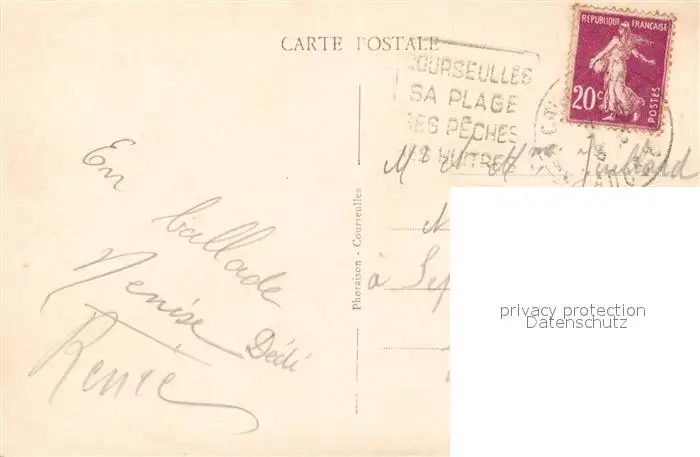 CARTE POSTALE
REPUBLIQUE FRANÇAISE
20c
POSTES
COURSEULLES
SA PLAGE
SES PÊCHES
HUITRES
En
ballade
Denise
Dédé
Renée
Phoraison - Courseulles
à
privacy protection
Datenschutz